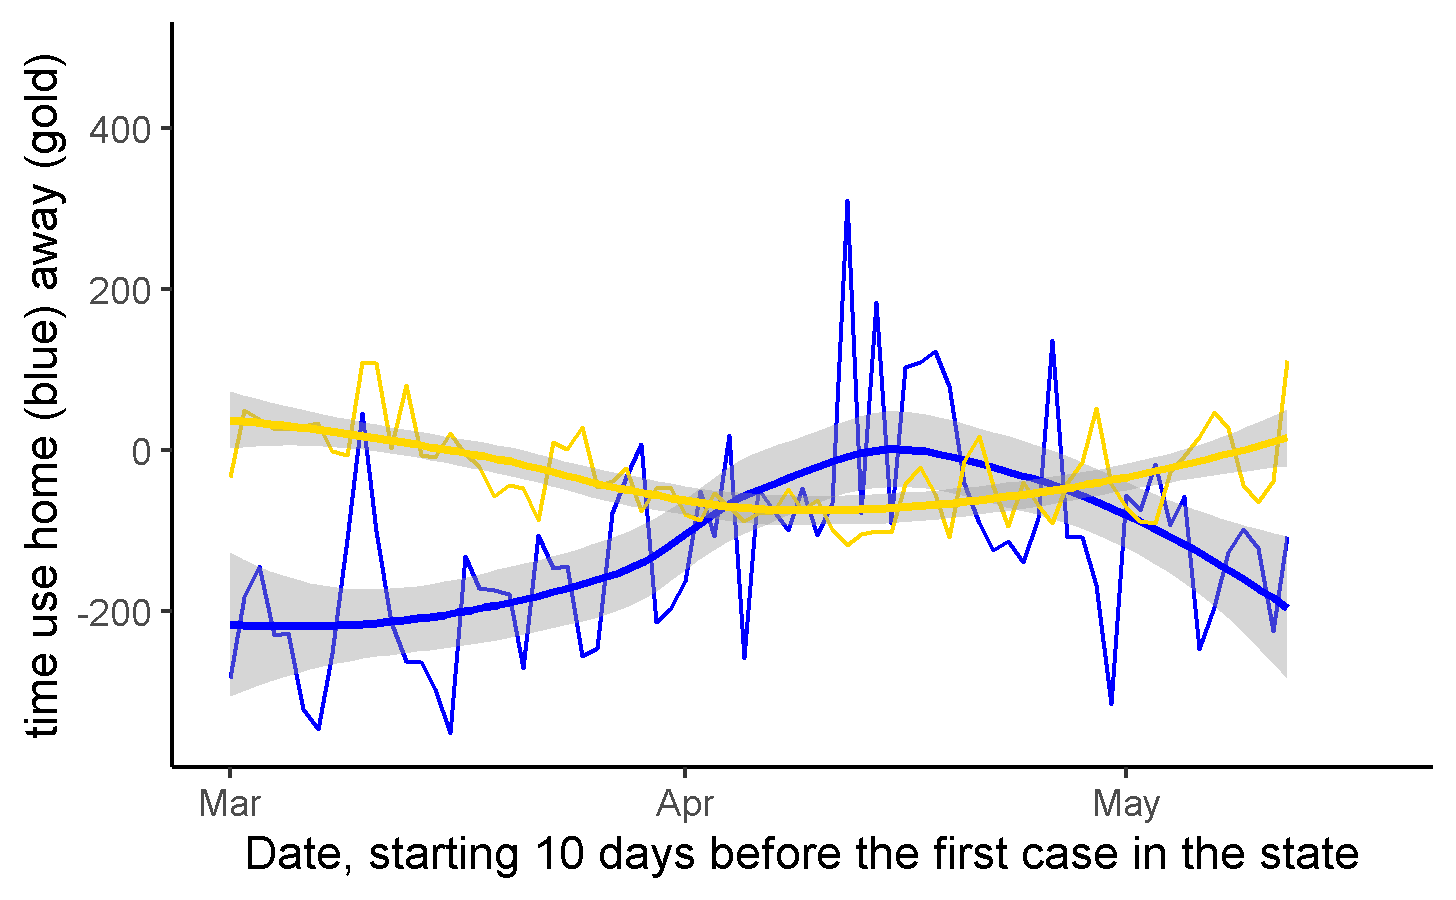 time use home (blue) away (gold)
400
200
0
-200
Mar
Apr
May
Date, starting 10 days before the first case in the state